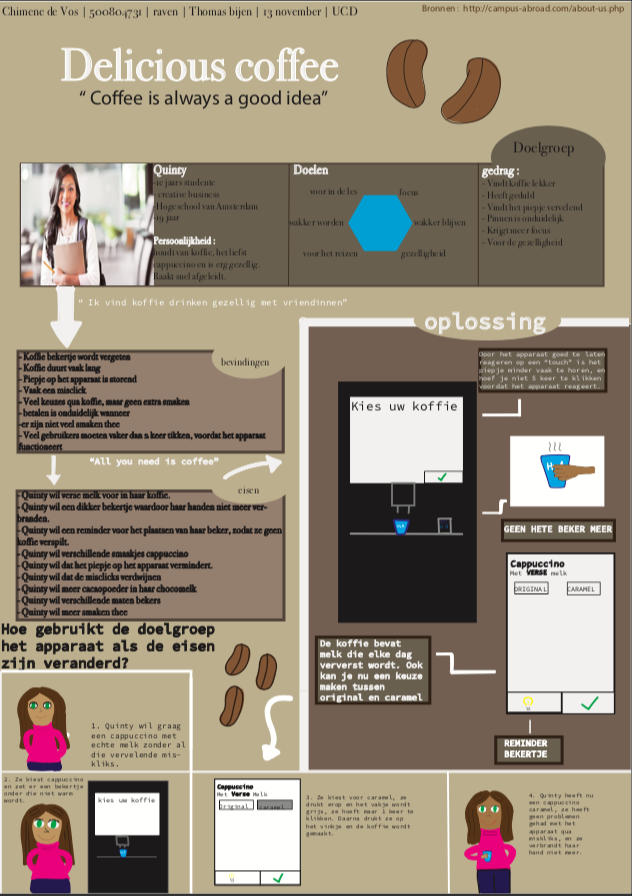 Chimene de Vos | 500804731 | raven | Thomas bijen | 13 november | UCD
Bronnen : http://campus-abroad.com/about-us.php
Delicious coffee
“ Coffee is always a good idea”
Doelgroep
Quinty
-1e jaars studente
- creative business
-Hogeschool van Amsterdam
-19 jaar
Persoonlijkheid :
houdt van koffie, het liefst
cappuccino en is erg gezellig.
Raakt snel afgeleidt.
Doelen
voor in de les
focus
wakker worden
wakker blijven
voor het reizen
gezelligheid
gedrag :
- Vindt koffie lekker
- Heeft geduld
- Vindt het piepje vervelend
- Pinnen is onduidelijk
- Krijgt meer focus
- Voor de gezelligheid
“ Ik vind koffie drinken gezellig met vriendinnen”
bevindingen
- Koffie bekertje wordt vergeten
- Koffie duurt vaak lang
- Piepje op het apparaat is storend
- Vaak een misclick
- Veel keuzes qua koffie, maar geen extra smaken
- betalen is onduidelijk wanneer
-er zijn niet veel smaken thee
- Veel gebruikers moeten vaker dan 2 keer tikken, voordat het apparaat
functioneert
“All you need is coffee”
eisen
- Quinty wil verse melk voor in haar koffie.
- Quinty wil een dikker bekertje waardoor haar handen niet meer ver-
branden.
- Quinty wil een reminder voor het plaatsen van haar beker, zodat ze geen
koffie verspilt.
- Quinty wil verschillende smaakjes cappuccino
- Quinty wil dat het piepje op het apparaat vermindert.
- Quinty wil dat de misclicks verdwijnen
- Quinty wil meer cacaopoeder in haar chocomelk
- Quinty wil verschillende maten bekers
- Quinty wil meer smaken thee
oplossing
Door het apparaat goed te laten
reageren op een "touch" is het
piepje minder vaak te horen, en
hoef je niet 5 keer te klikken
voordat het apparaat reageert.
Kies uw koffie
GEEN HETE BEKER MEER
Cappuccino
Met VERSE melk
ORIGINAL
CARAMEL
De koffie bevat
melk die elke dag
ververst wordt. Ook
kan je nu een keuze
maken tussen
original en caramel
REMINDER
BEKERTJE
Hoe gebruikt de doelgroep
het apparaat als de eisen
zijn veranderd?
1. Quinty wil graag
een cappuccino met
echte melk zonder al
die vervelende mis-
kliks.
2. Ze kiest cappuccino
en zet er een bekertje
onder die niet warm
wordt.
kies uw koffie
Cappuccino
Met Verse Melk
Original
caramel
3. Ze kiest voor caramel, ze
drukt erop en het vakje wordt
grijs, ze hoeft maar 1 keer te
klikken. Daarna drukt ze op
het vinkje en de koffie wordt
gemaakt.
4. Quinty heeft nu
een cappuccino
caramel, ze heeft
geen problemen
gehad met het
apparaat qua
miskliks, en ze
verbrandt haar
hand niet meer.